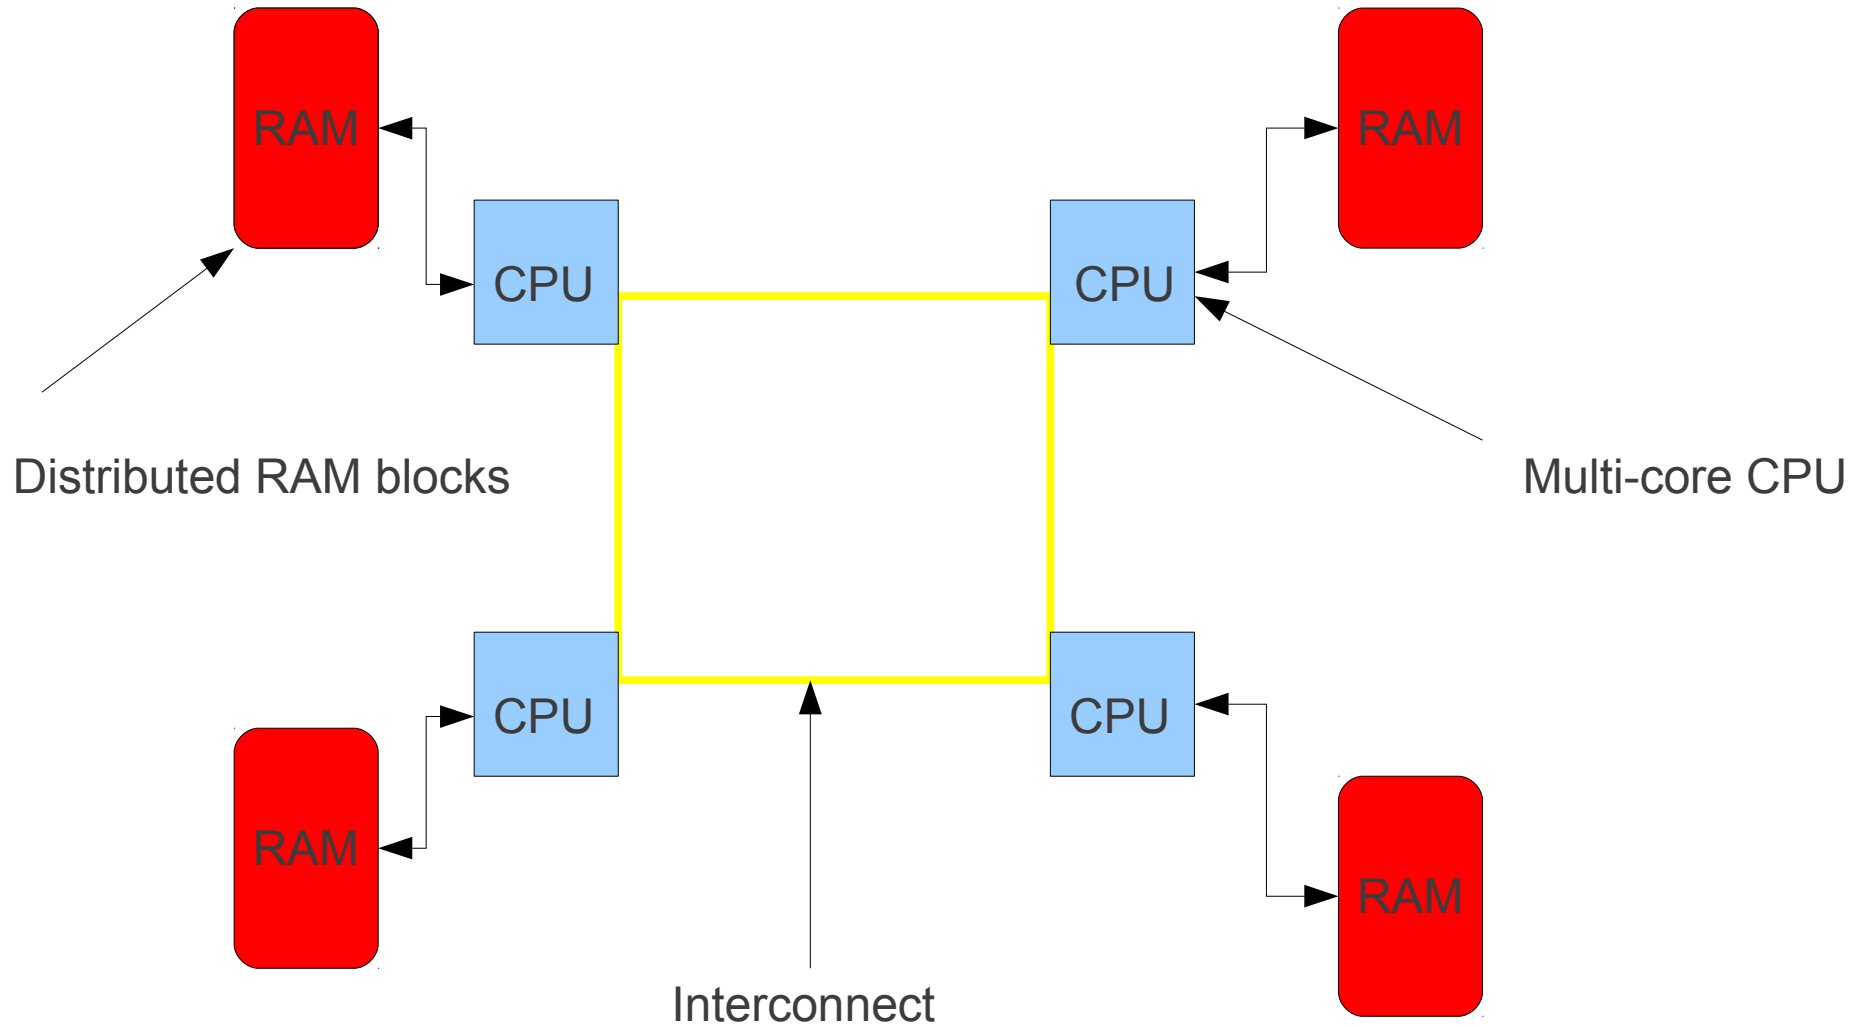 RAM
RAM
CPU
CPU
Distributed RAM blocks
Multi-core CPU
CPU
CPU
RAM
RAM
Interconnect